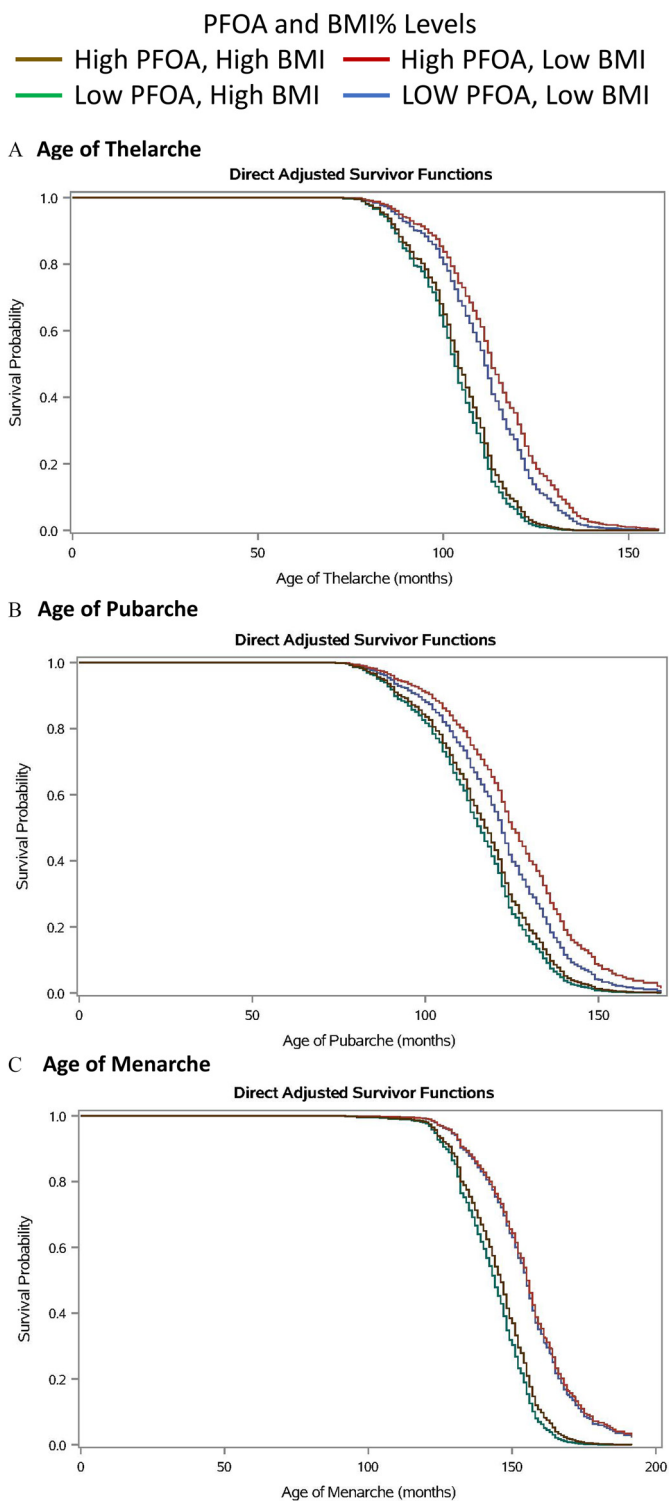 PFOA and BMI% Levels
High PFOA, High BMI High PFOA, Low BMI
Low PFOA, High BMI LOW PFOA, Low BMI
A Age of Thelarche
Direct Adjusted Survivor Functions
1.0
0.8
0.6
0.4
0.2
0.0
Survival Probability
0 50 100 150
Age of Thelarche (months)
B Age of Pubarche
Direct Adjusted Survivor Functions
1.0
0.8
0.6
0.4
0.2
0.0
Survival Probability
0 50 100 150
Age of Pubarche (months)
C Age of Menarche
Direct Adjusted Survivor Functions
1.0
0.8
0.6
0.4
0.2
0.0
Survival Probability
0 50 100 150 200
Age of Menarche (months)